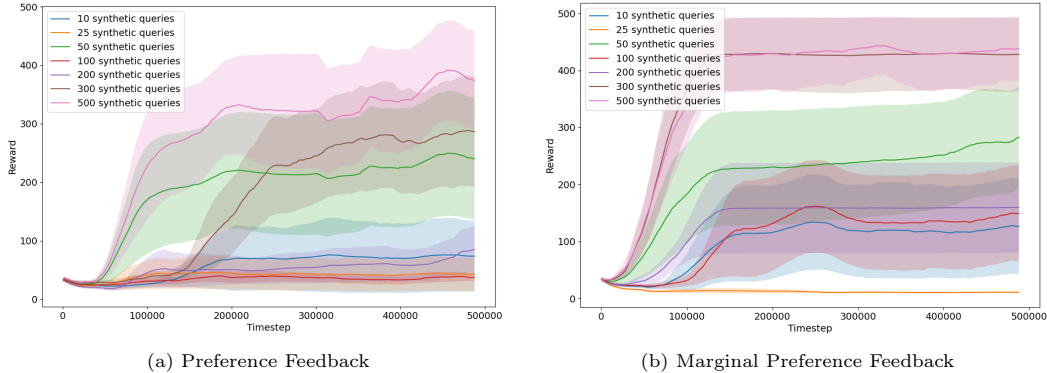 500
400
300
200
100
0
Reward
10 synthetic queries
25 synthetic queries
50 synthetic queries
100 synthetic queries
200 synthetic queries
300 synthetic queries
500 synthetic queries
0 100000 200000 300000 400000 500000
Timestep
(a) Preference Feedback
500
400
300
200
100
0
Reward
10 synthetic queries
25 synthetic queries
50 synthetic queries
100 synthetic queries
200 synthetic queries
300 synthetic queries
500 synthetic queries
0 100000 200000 300000 400000 500000
Timestep
(b) Marginal Preference Feedback